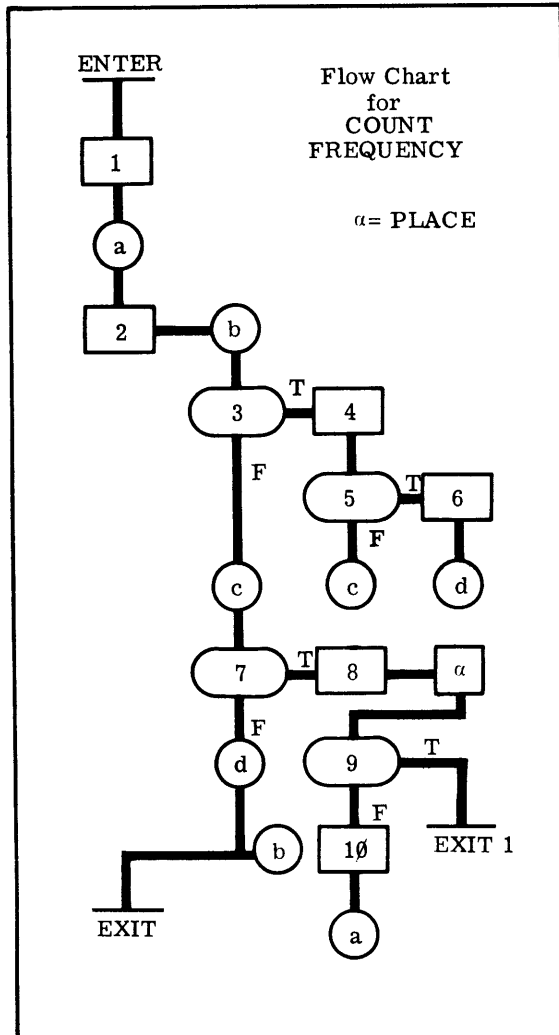 ENTER
Flow Chart
for
COUNT
FREQUENCY
α= PLACE
1
a
2
b
3
T
4
F
5
T
6
F
c
c
d
7
T
8
α
F
d
9
T
F
b
10
EXIT 1
EXIT
a